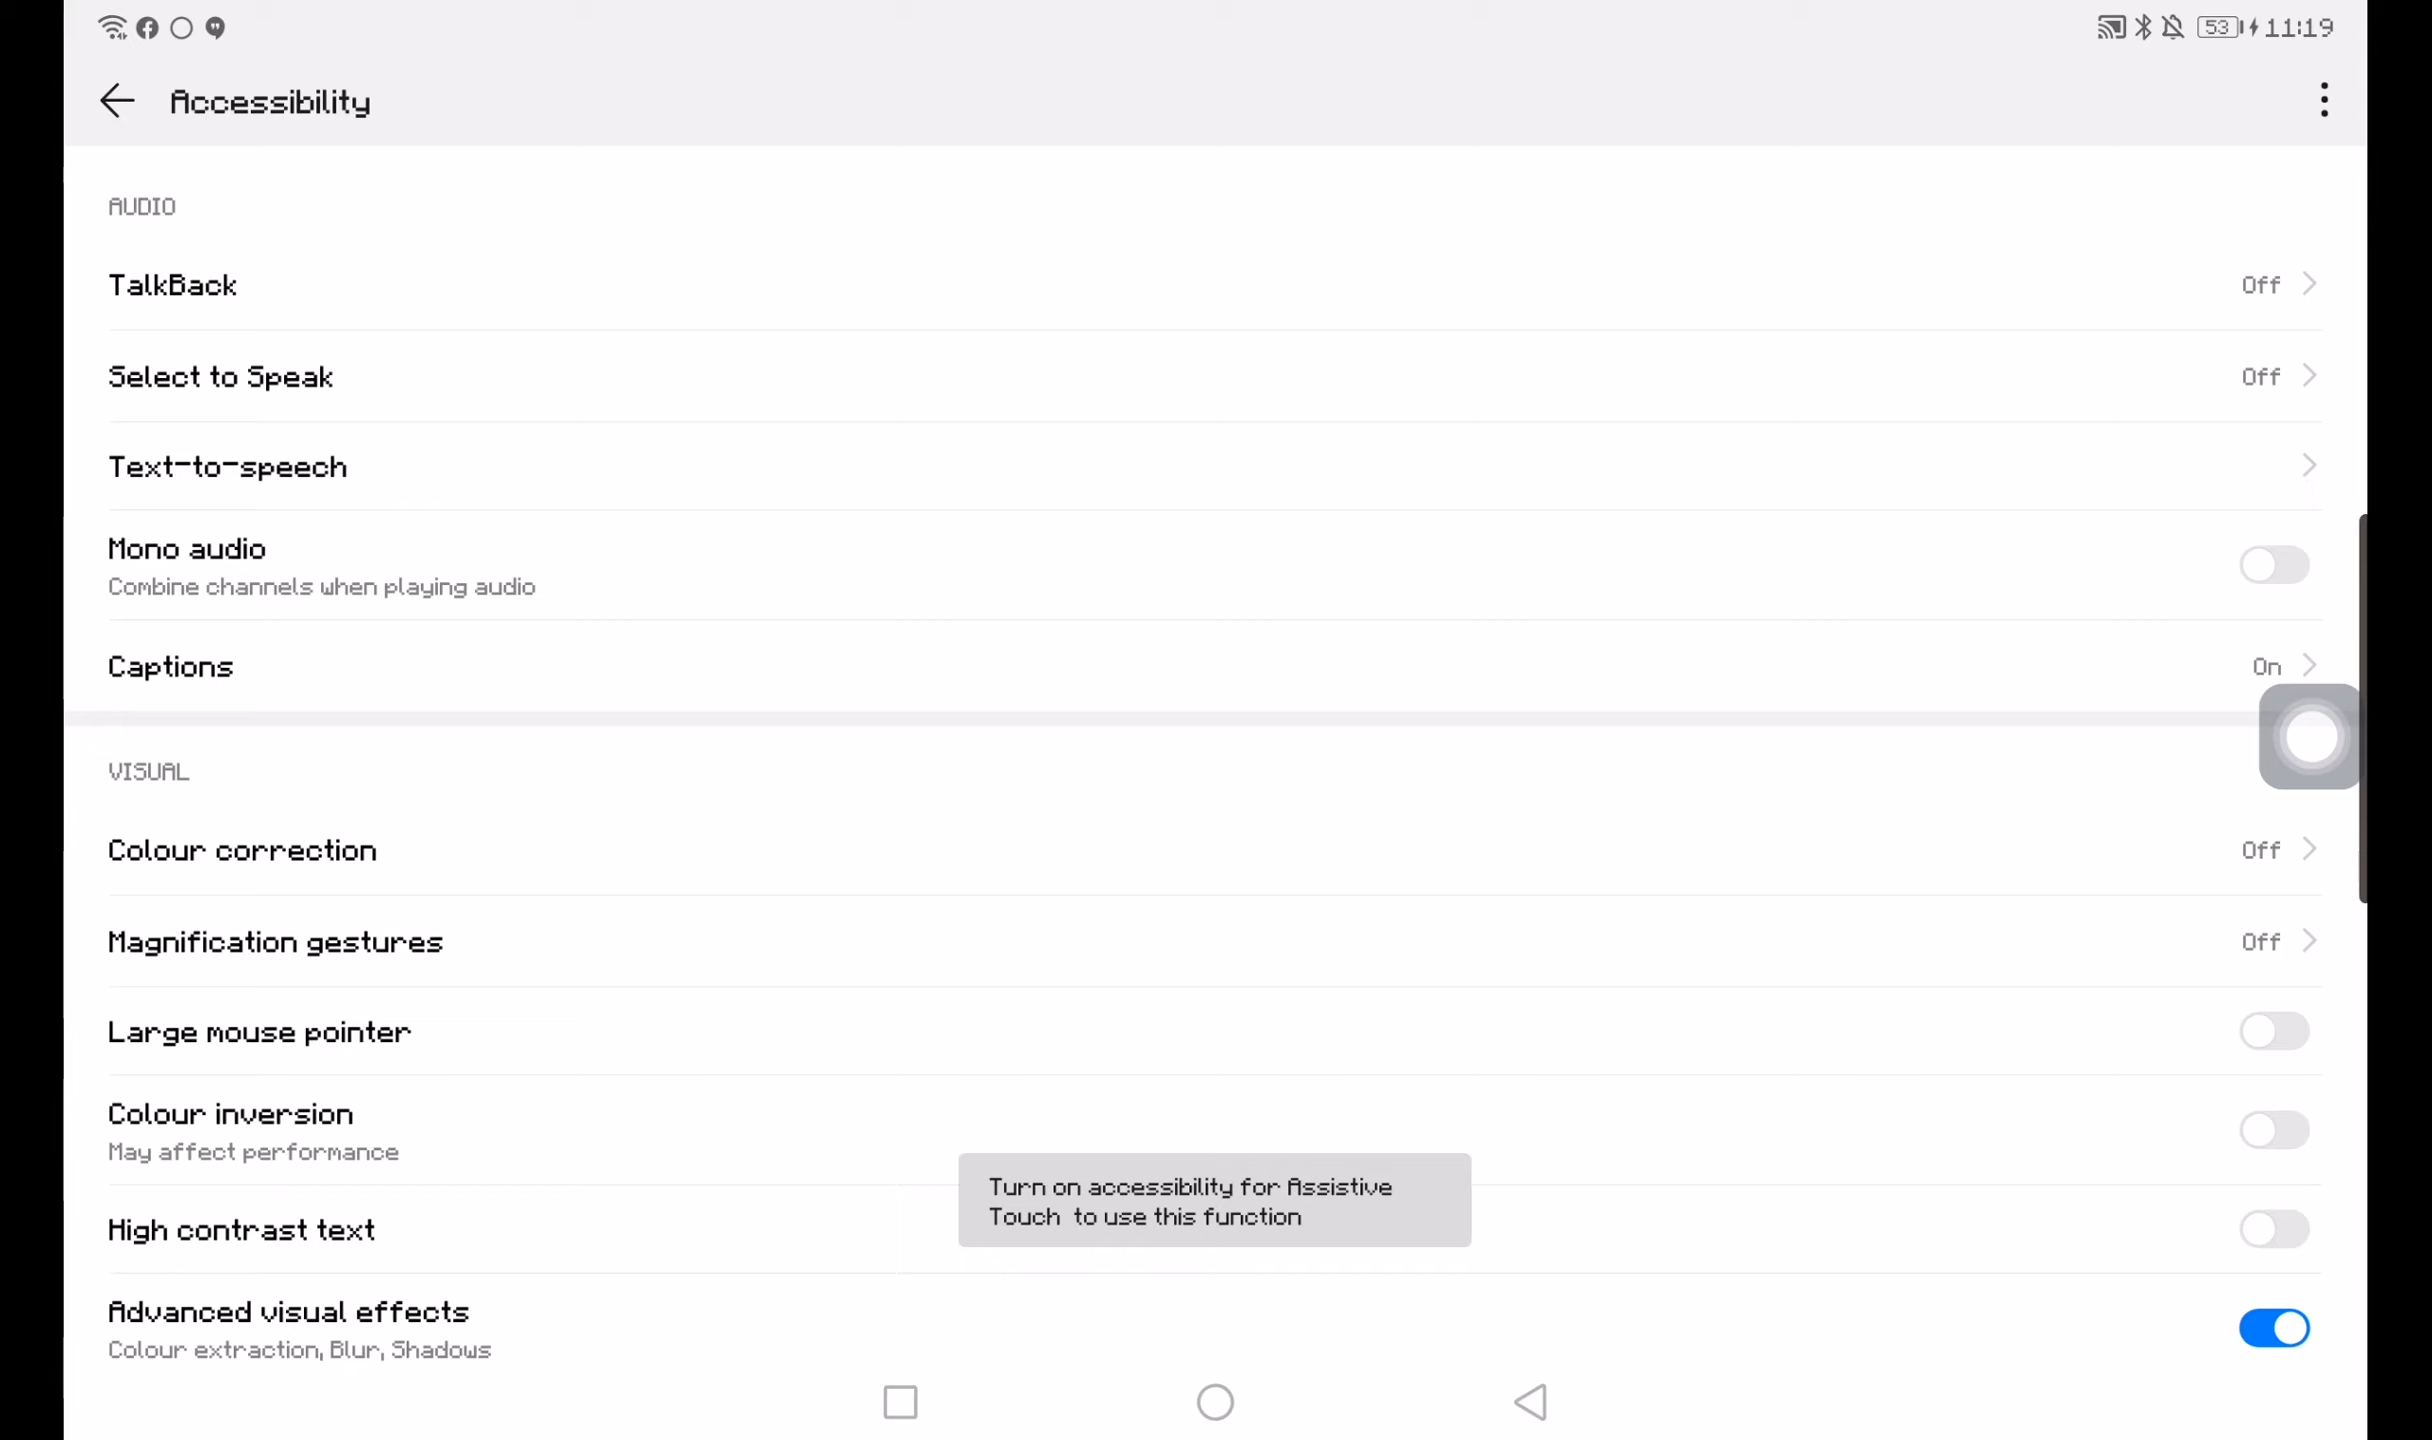 53 11:19
Accessibility
AUDIO
TalkBack Off
Select to Speak Off
Text-to-speech
Mono audio
Combine channels when playing audio
Captions On
VISUAL
Colour correction Off
Magnification gestures Off
Large mouse pointer
Colour inversion
May affect performance
Turn on accessibility for Assistive
Touch to use this function
High contrast text
Advanced visual effects
Colour extraction, Blur, Shadows